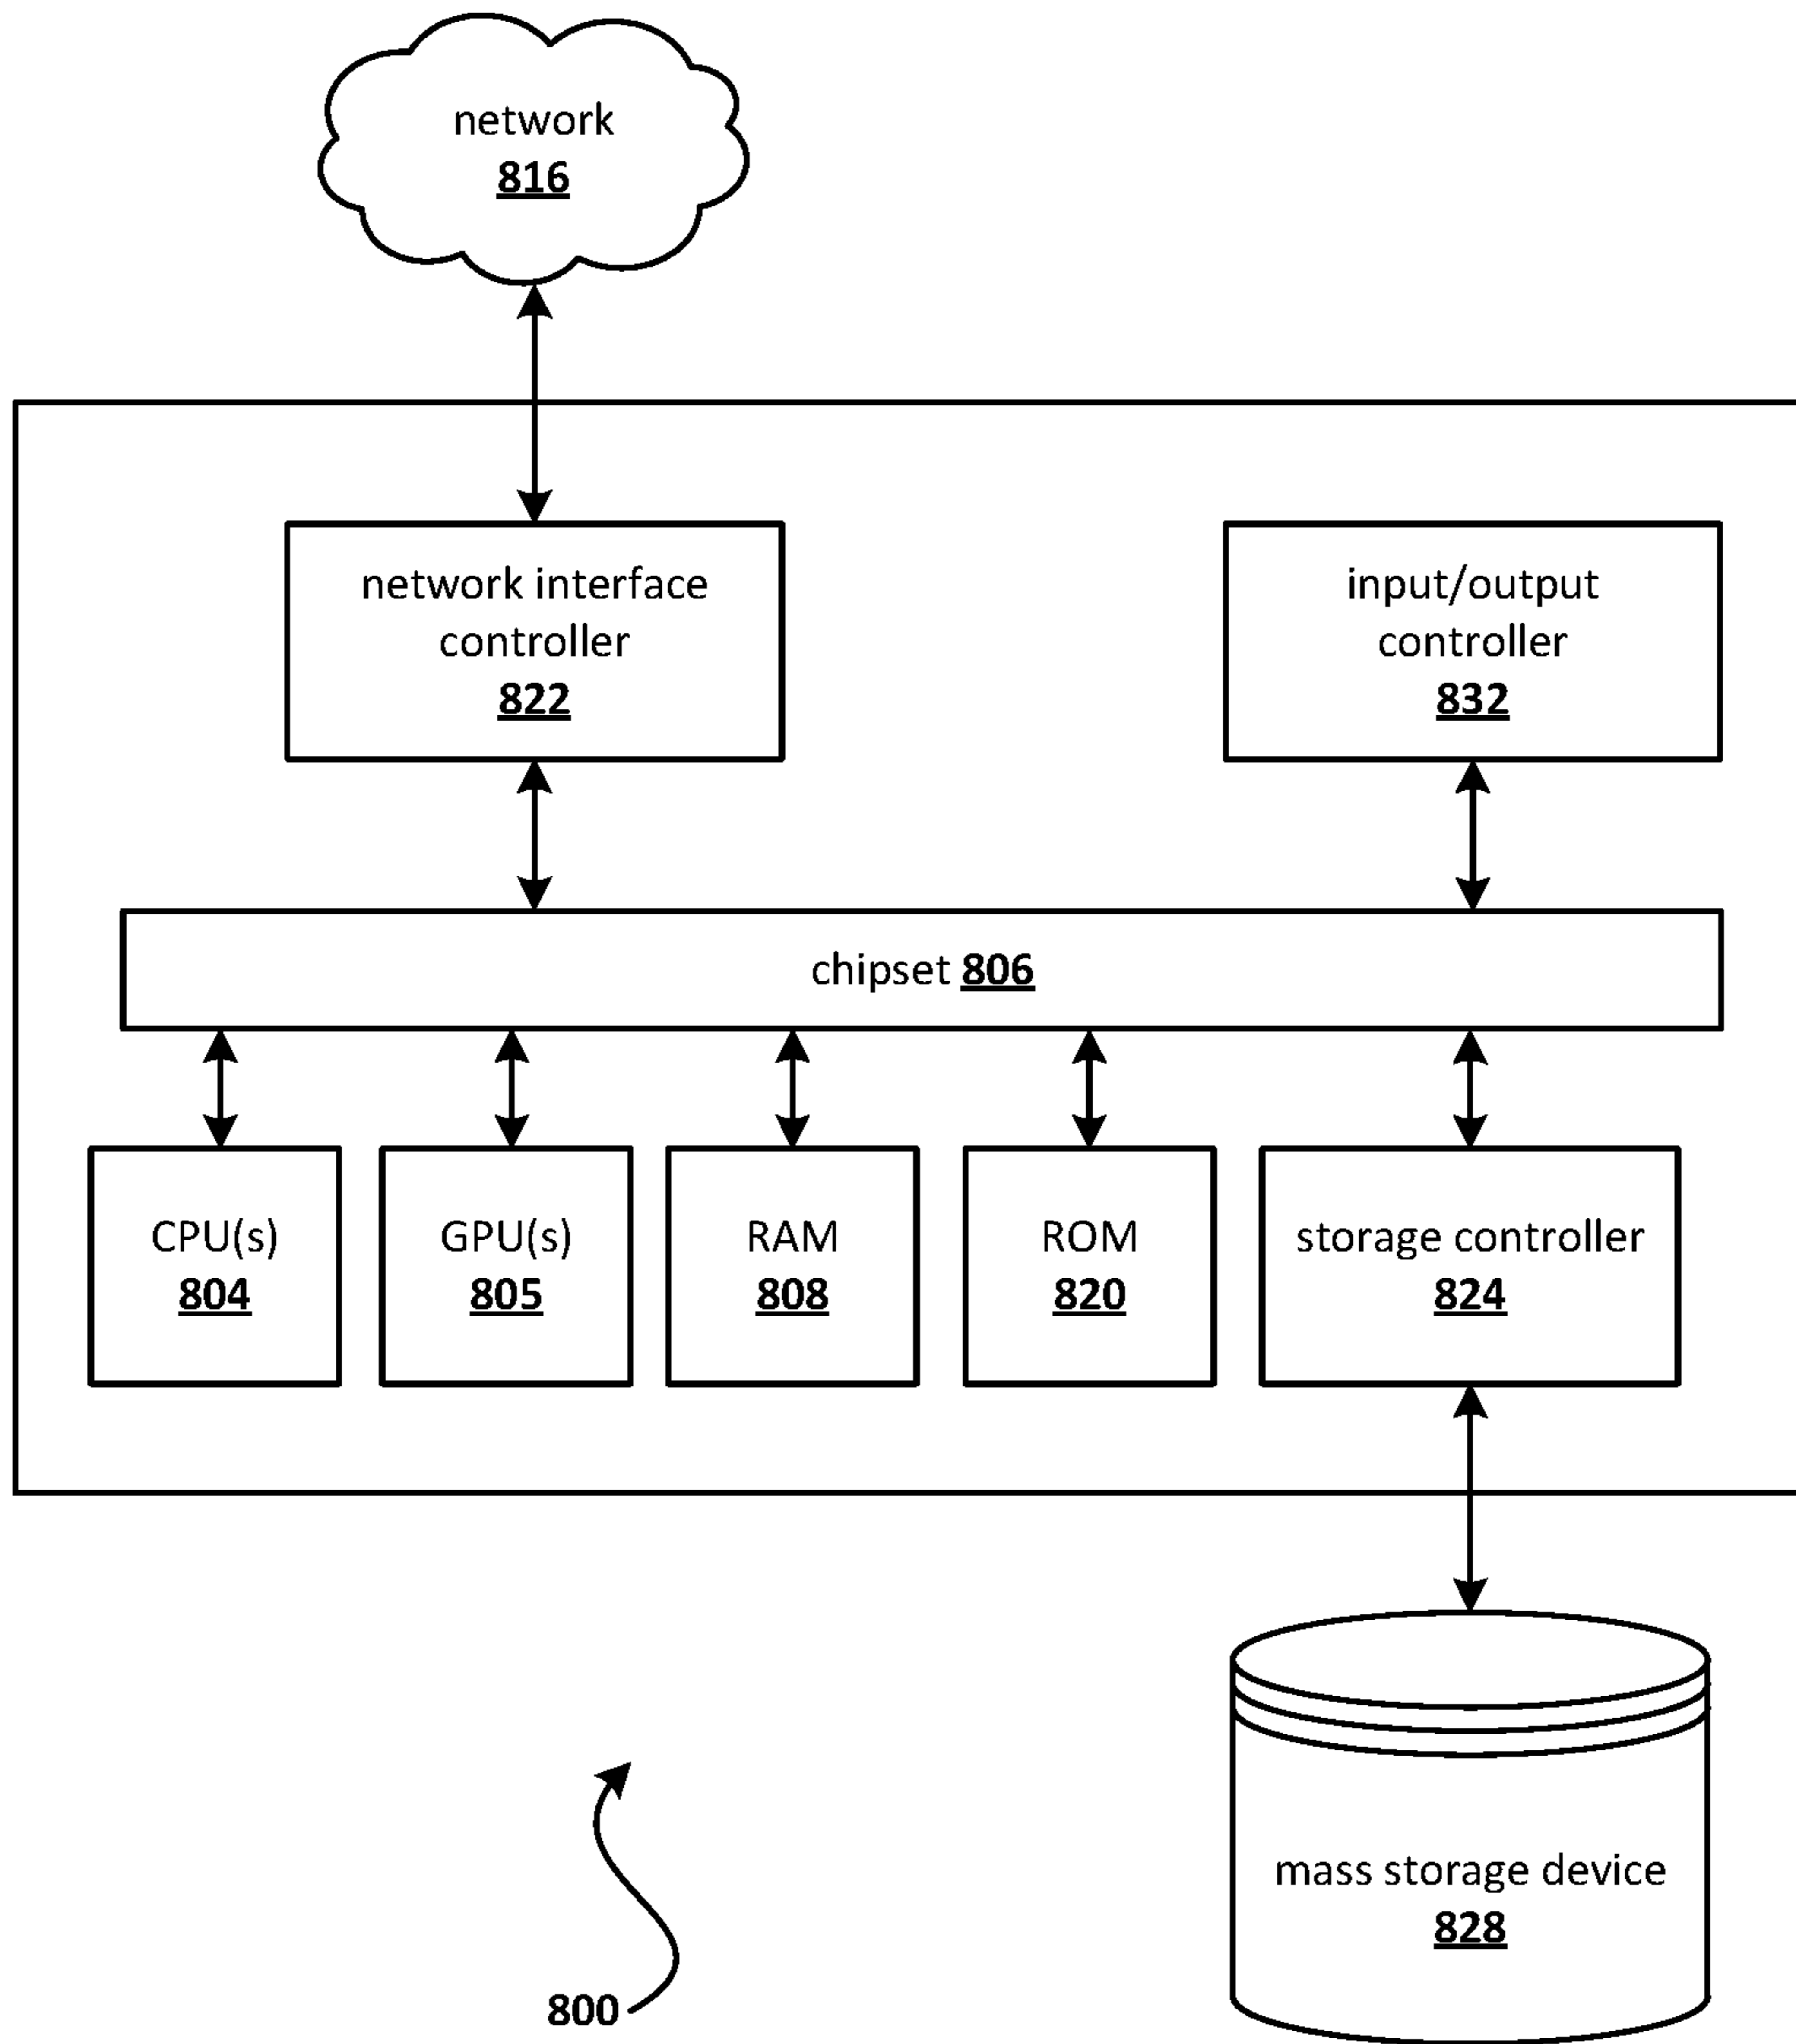 network
816
network interface
controller
822
input/output
controller
832
chipset 806
CPU(s)
804
GPU(s)
805
RAM
808
ROM
820
storage controller
824
mass storage device
828
800